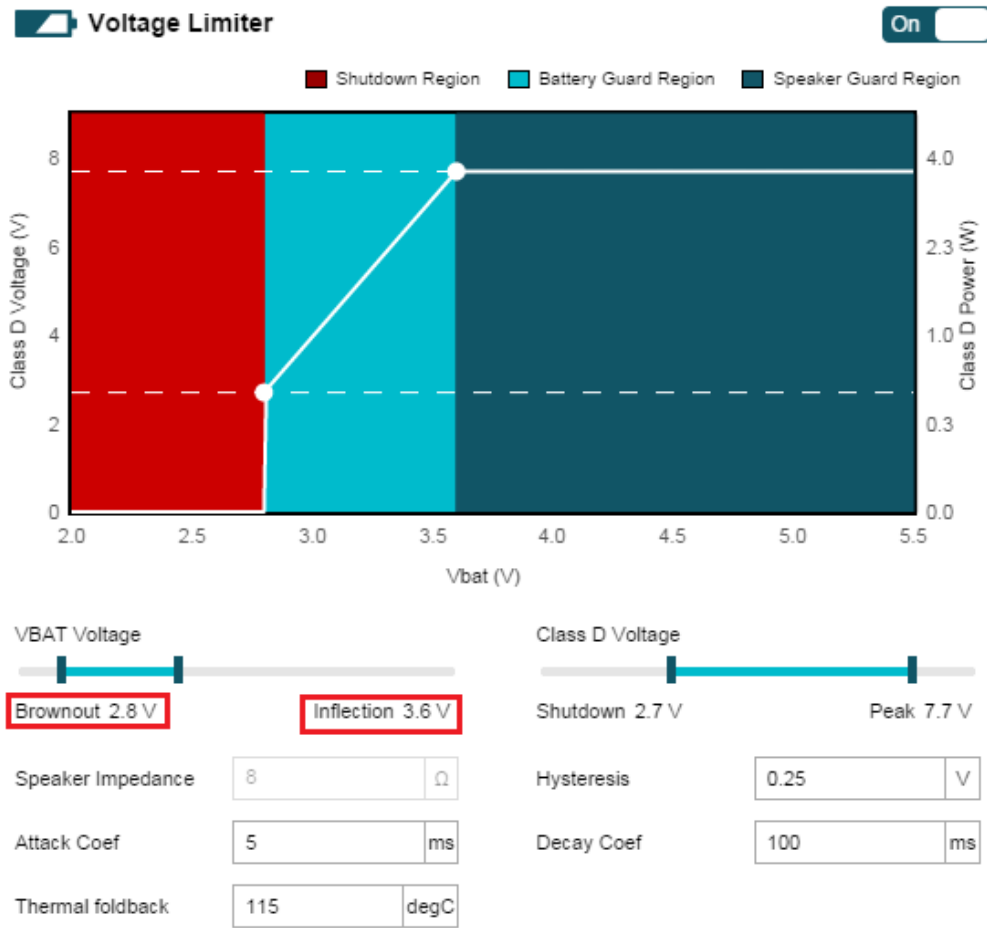 Voltage Limiter
On
Shutdown Region Battery Guard Region Speaker Guard Region
Class D Voltage (V)
8
6
4
2
0
4.0
2.3
1.0
0.3
0.0
Class D Power (W)
2.0 2.5 3.0 3.5 4.0 4.5 5.0 5.5
Vbat (V)
VBAT Voltage
Brownout 2.8 V Inflection 3.6 V
Class D Voltage
Shutdown 2.7 V Peak 7.7 V
Speaker Impedance 8 Ω
Hysteresis 0.25 V
Attack Coef 5 ms
Decay Coef 100 ms
Thermal foldback 115 degC